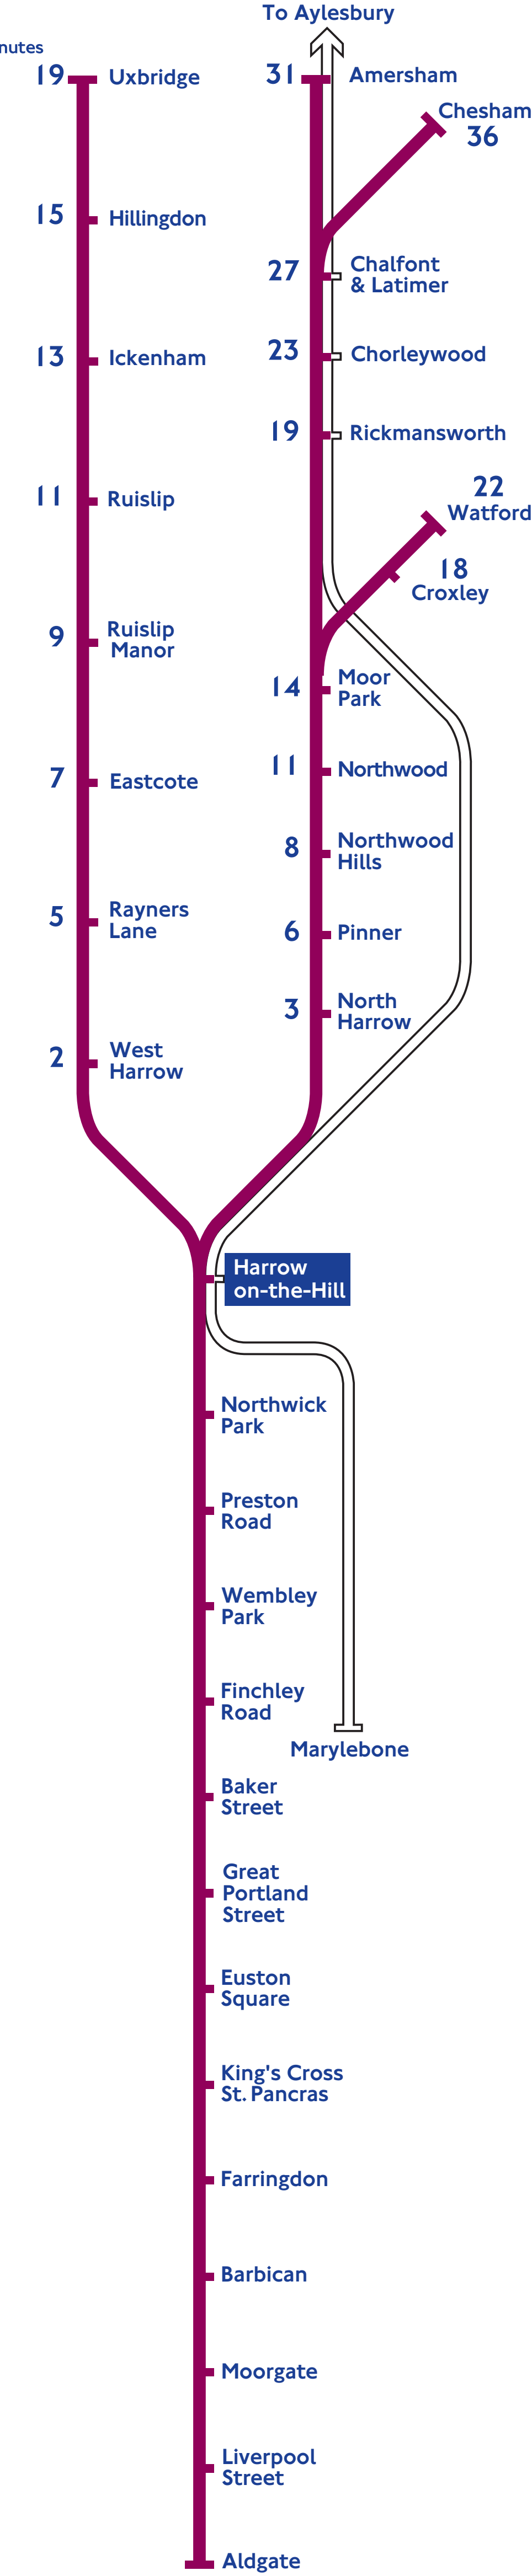 To Aylesbury
nutes
19 Uxbridge
31 Amersham
Chesham
36
15 Hillingdon
27 Chalfont
& Latimer
13 Ickenham
23 Chorleywood
19 Rickmansworth
11 Ruislip
22
Watford
18
Croxley
9 Ruislip
Manor
14 Moor
Park
7 Eastcote
11 Northwood
8 Northwood
Hills
5 Rayners
Lane
6 Pinner
3 North
Harrow
2 West
Harrow
Harrow
on-the-Hill
Northwick
Park
Preston
Road
Wembley
Park
Finchley
Road
Marylebone
Baker
Street
Great
Portland
Street
Euston
Square
King's Cross
St. Pancras
Farringdon
Barbican
Moorgate
Liverpool
Street
Aldgate